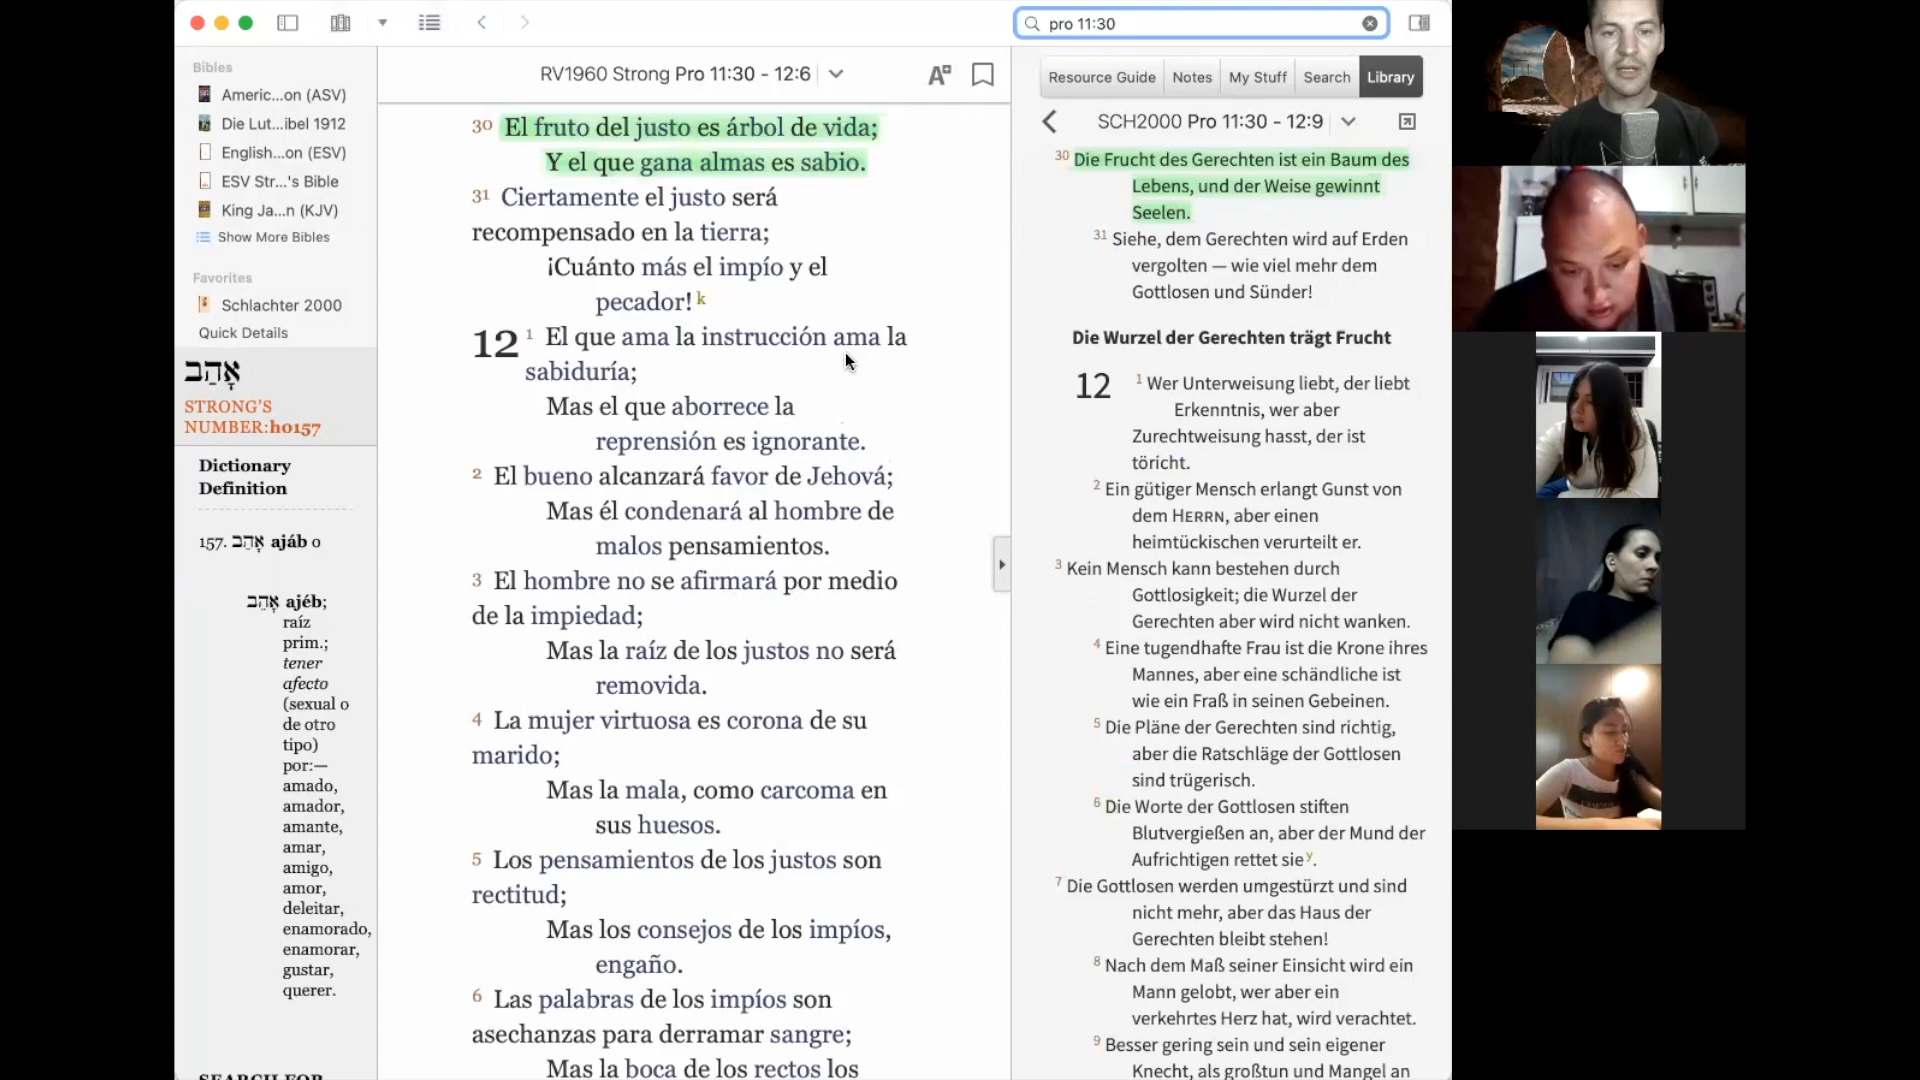 pro 11:30
Bibles
Americ...on (ASV)
Die Lut...ibel 1912
English...on (ESV)
ESV Str...'s Bible
King Ja...n (KJV)
Show More Bibles
Favorites
Schlachter 2000
Quick Details
אָהַב
STRONG'S
NUMBER:h0157
Dictionary
Definition
157. אָהַב ajáb o
אָהֵב ajéb;
raíz
prim.;
tener
afecto
(sexual o
de otro
tipo)
por:—
amado,
amador,
amante,
amar,
amigo,
amor,
deleitar,
enamorado,
enamorar,
gustar,
querer.
SEARCH FOR
RV1960 Strong Pro 11:30 - 12:6
30 El fruto del justo es árbol de vida;
Y el que gana almas es sabio.
31 Ciertamente el justo será
recompensado en la tierra;
¡Cuánto más el impío y el
pecador! k
12 1 El que ama la instrucción ama la
sabiduría;
Mas el que aborrece la
reprensión es ignorante.
2 El bueno alcanzará favor de Jehová;
Mas él condenará al hombre de
malos pensamientos.
3 El hombre no se afirmará por medio
de la impiedad;
Mas la raíz de los justos no será
removida.
4 La mujer virtuosa es corona de su
marido;
Mas la mala, como carcoma en
sus huesos.
5 Los pensamientos de los justos son
rectitud;
Mas los consejos de los impíos,
engaño.
6 Las palabras de los impíos son
asechanzas para derramar sangre;
Mas la boca de los rectos los
Resource Guide Notes My Stuff Search Library
SCH2000 Pro 11:30 - 12:9
30 Die Frucht des Gerechten ist ein Baum des
Lebens, und der Weise gewinnt
Seelen.
31 Siehe, dem Gerechten wird auf Erden
vergolten — wie viel mehr dem
Gottlosen und Sünder!
Die Wurzel der Gerechten trägt Frucht
12 1 Wer Unterweisung liebt, der liebt
Erkenntnis, wer aber
Zurechtweisung hasst, der ist
töricht.
2 Ein gütiger Mensch erlangt Gunst von
dem HERRN, aber einen
heimtückischen verurteilt er.
3 Kein Mensch kann bestehen durch
Gottlosigkeit; die Wurzel der
Gerechten aber wird nicht wanken.
4 Eine tugendhafte Frau ist die Krone ihres
Mannes, aber eine schändliche ist
wie ein Fraß in seinen Gebeinen.
5 Die Pläne der Gerechten sind richtig,
aber die Ratschläge der Gottlosen
sind trügerisch.
6 Die Worte der Gottlosen stiften
Blutvergießen an, aber der Mund der
Aufrichtigen rettet sie y.
7 Die Gottlosen werden umgestürzt und sind
nicht mehr, aber das Haus der
Gerechten bleibt stehen!
8 Nach dem Maß seiner Einsicht wird ein
Mann gelobt, wer aber ein
verkehrtes Herz hat, wird verachtet.
9 Besser gering sein und sein eigener
Knecht, als großtun und Mangel an